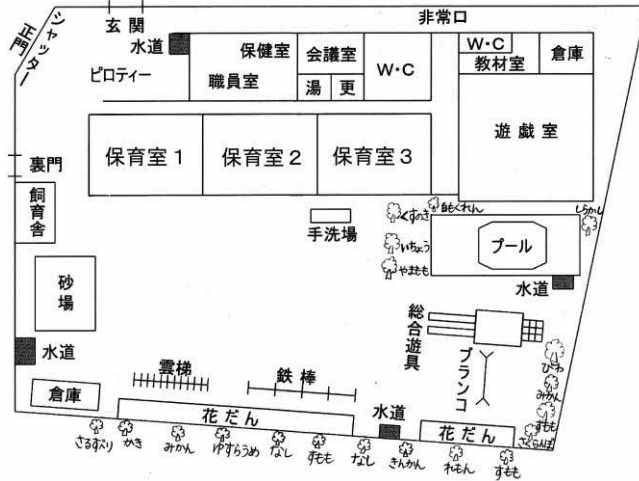 シャッター
正門
玄関
水道
ピロティー
保健室
職員室
会議室
湯
更
W・C
非常口
W・C
教材室
倉庫
遊戯室
保育室1
保育室2
保育室3
裏門
飼育舎
手洗場
くすのき
白もくれん
しらかし
いちょう
やまもも
プール
水道
砂場
水道
総合遊具
ブランコ
びわ
みかん
すもも
さくらんぼ
雲梯
鉄棒
倉庫
花だん
水道
花だん
さるすべり
かき
みかん
ゆすらうめ
なし
すもも
なし
きんかん
れもん
すもも